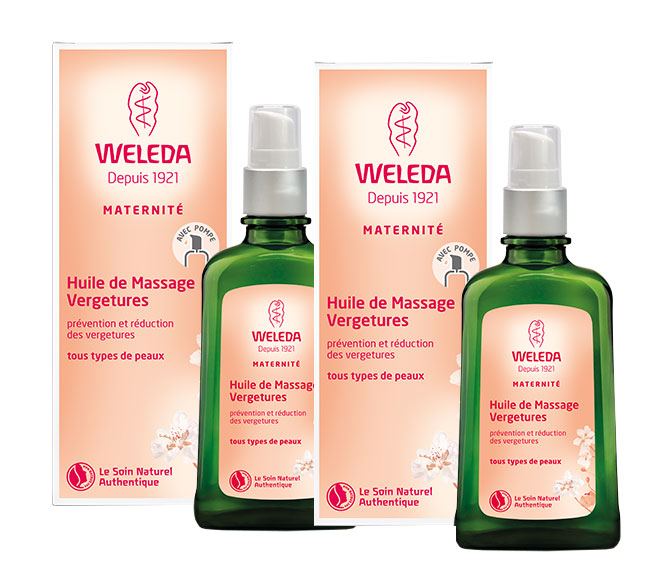 WELEDA
Depuis 1921
MATERNITÉ
AVEC POMPE
Huile de Massage
Vergetures
prévention et réduction
des vergetures
tous types de peaux
Le Soin Naturel
Authentique
WELEDA
Depuis 1921
MATERNITÉ
Huile de Massage
Vergetures
prévention et réduction
des vergetures
tous types de peaux
Le Soin Naturel
Authentique
WELEDA
Depuis 1921
MATERNITÉ
AVEC POMPE
Huile de Massage
Vergetures
prévention et réduction
des vergetures
tous types de peaux
Le Soin Naturel
Authentique
WELEDA
Depuis 1921
MATERNITÉ
Huile de Massage
Vergetures
prévention et réduction
des vergetures
tous types de peaux
Le Soin Naturel
Authentique